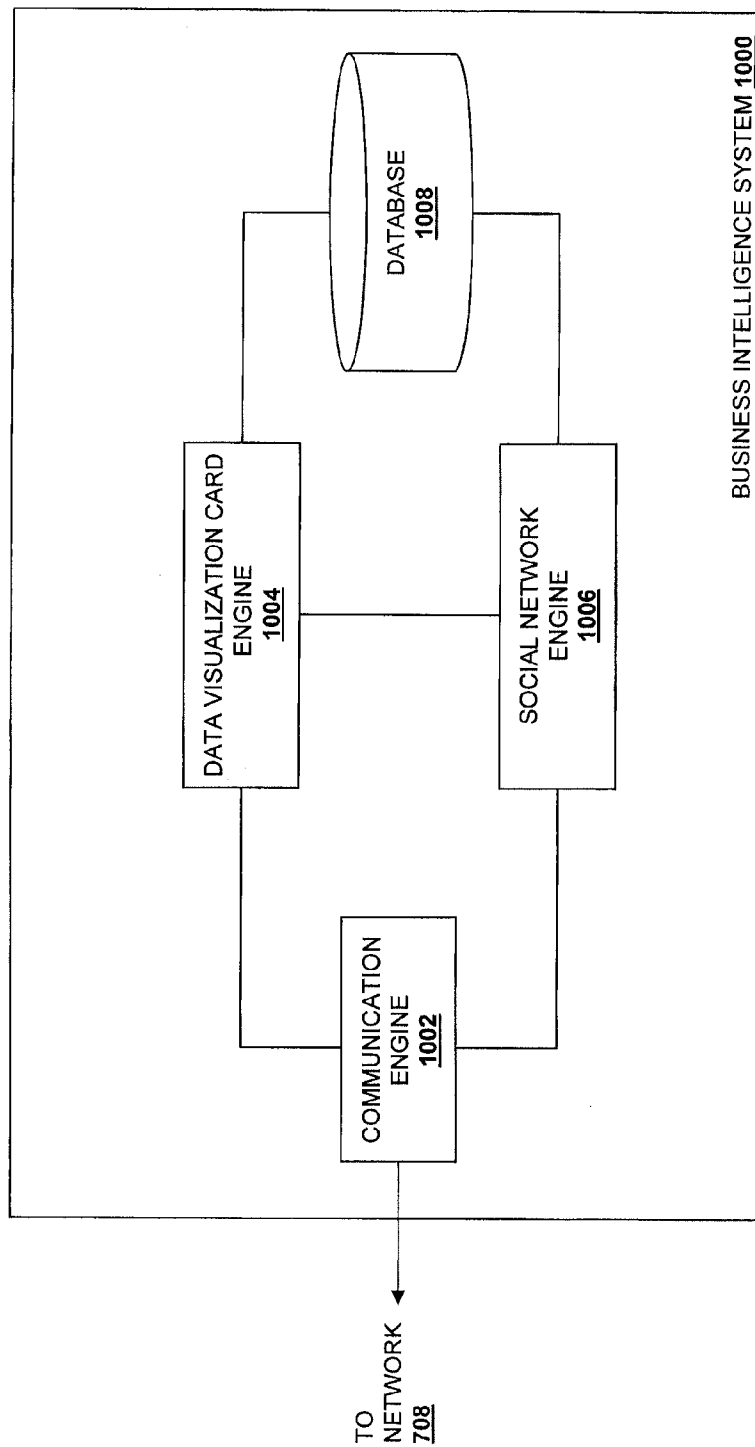 TO
NETWORK
708
COMMUNICATION
ENGINE
1002
DATA VISUALIZATION CARD
ENGINE
1004
SOCIAL NETWORK
ENGINE
1006
DATABASE
1008
BUSINESS INTELLIGENCE SYSTEM 1000